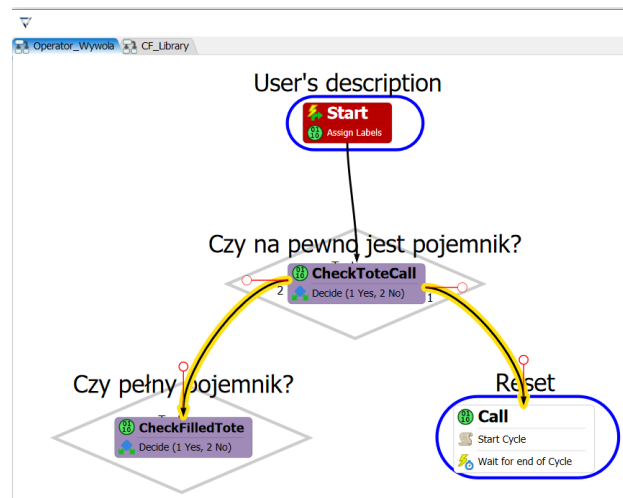 Operator_Wywoła CF_Library
User's description
Start
Assign Labels
Czy na pewno jest pojemnik?
CheckToteCall
2 Decide (1 Yes, 2 No) 1
Czy pełny pojemnik? Reset
CheckFilledTote Call
Decide (1 Yes, 2 No) Start Cycle
Wait for end of Cycle